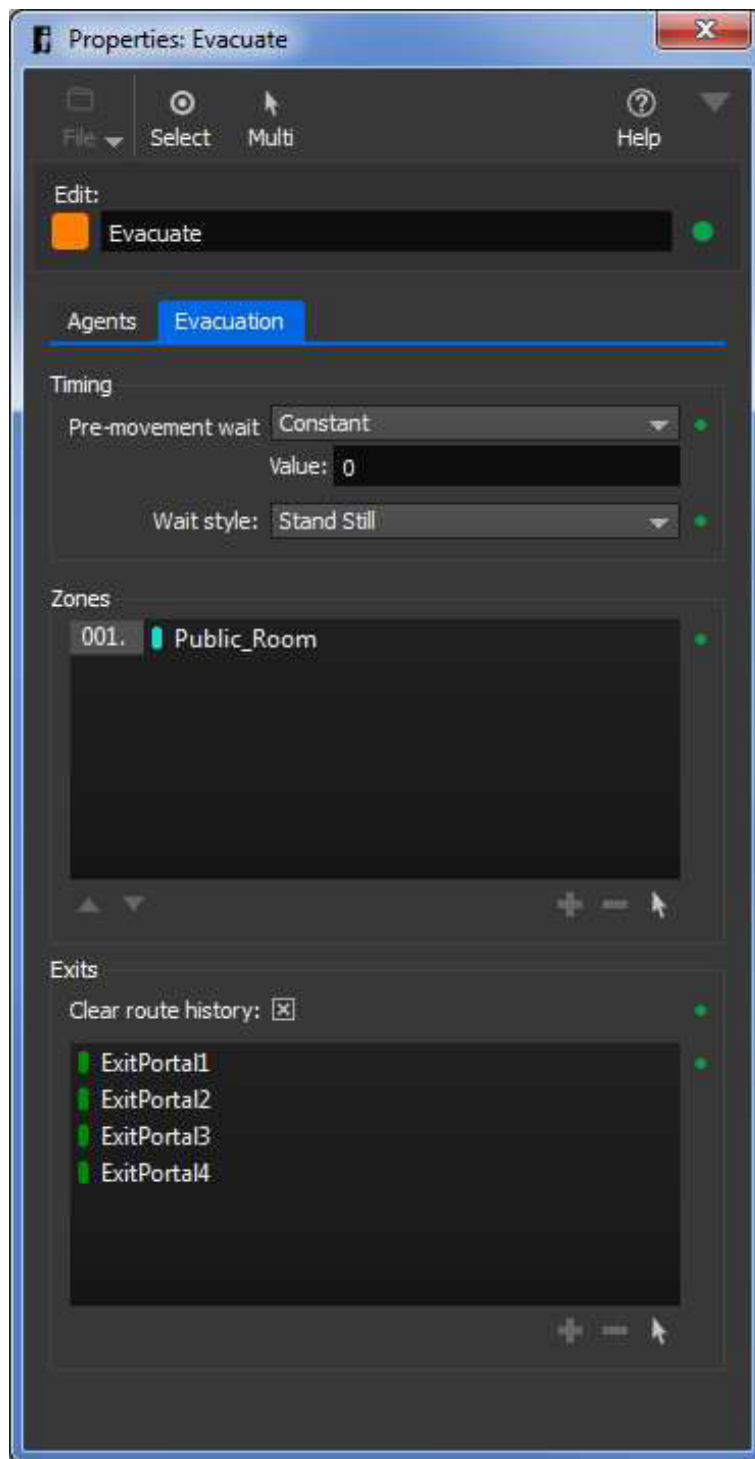 Properties: Evacuate
File Select Multi Help
Edit:
Evacuate
Agents Evacuation
Timing
Pre-movement wait Constant
Value: 0
Wait style: Stand Still
Zones
001. Public_Room
Exits
Clear route history:
ExitPortal1
ExitPortal2
ExitPortal3
ExitPortal4